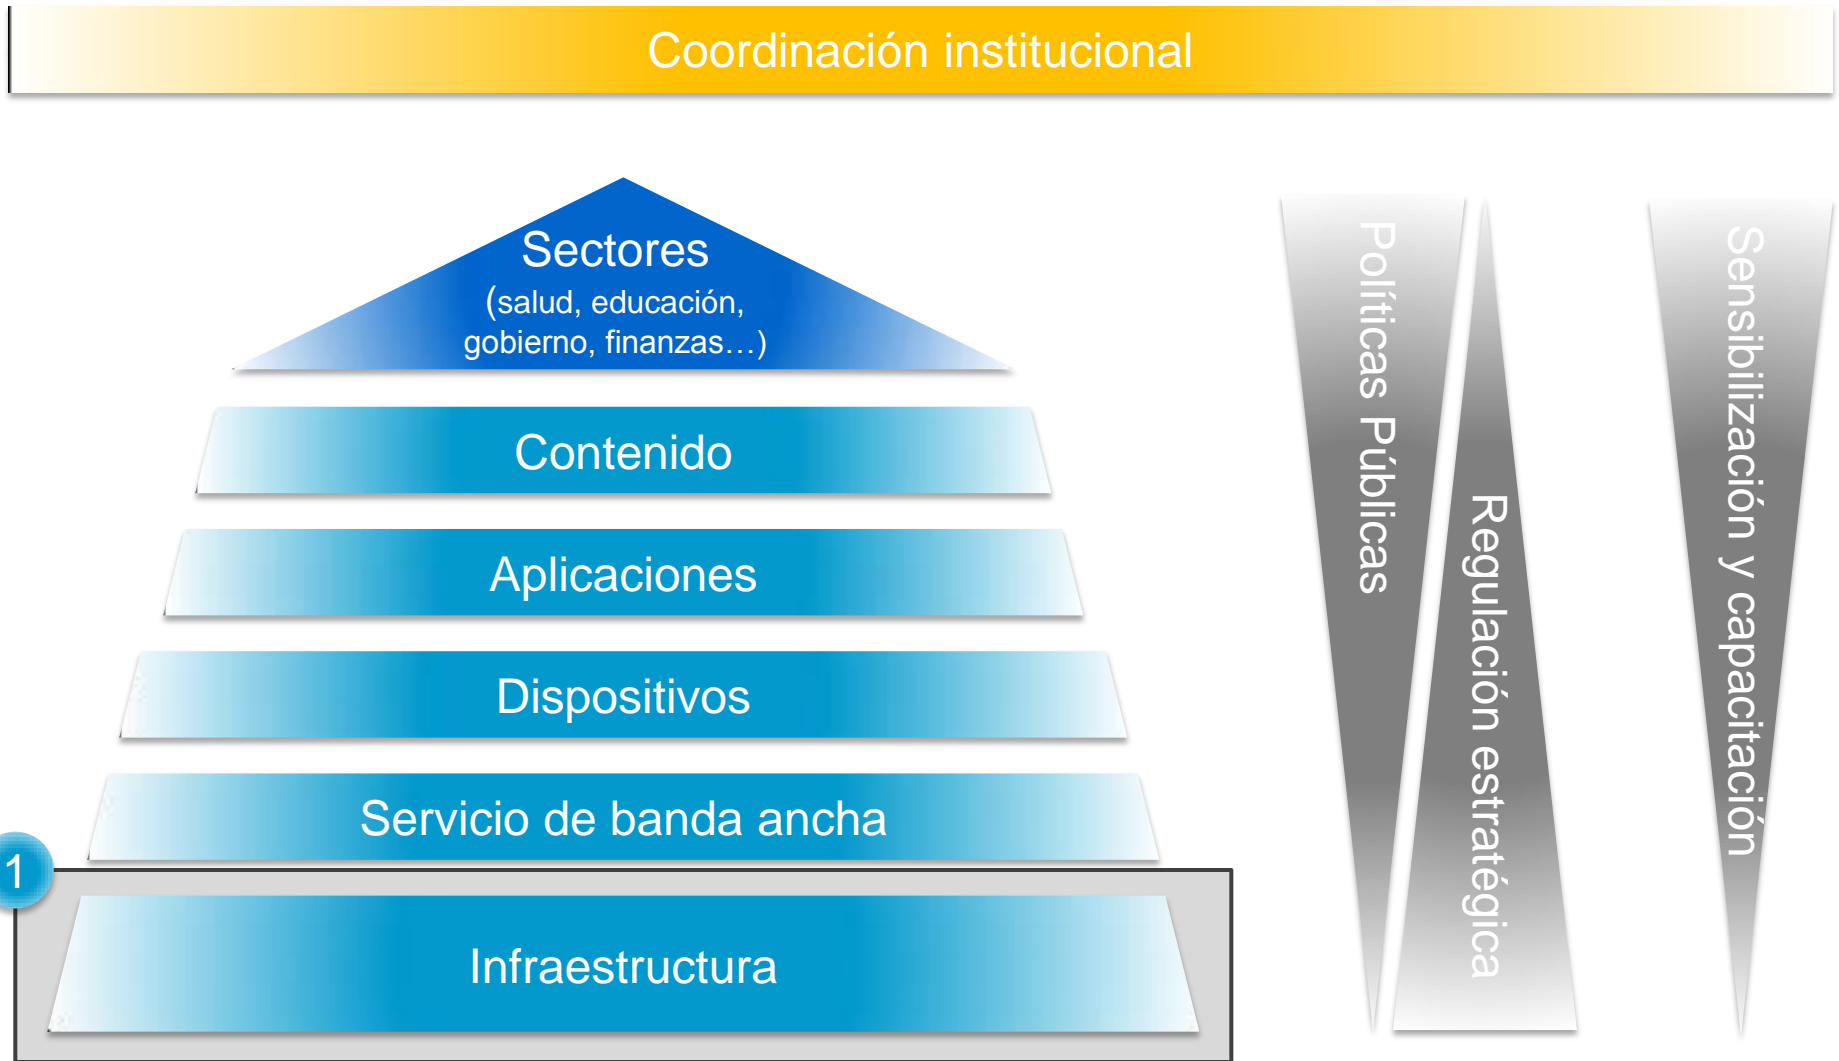 Coordinación institucional
Sectores
(salud, educación,
gobierno, finanzas…)
Contenido
Aplicaciones
Dispositivos
Servicio de banda ancha
1
Infraestructura
Políticas Públicas
Regulación estratégica
Sensibilización y capacitación